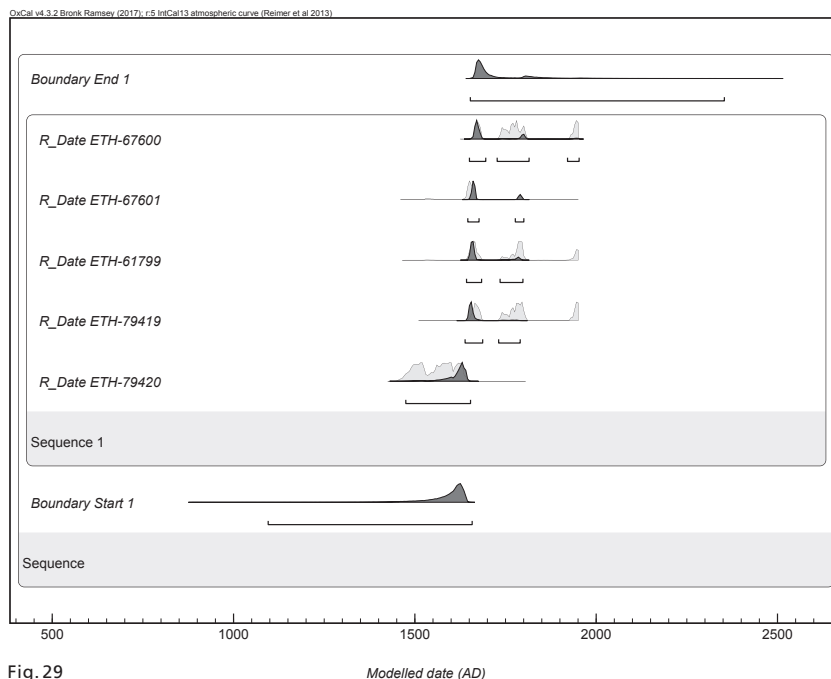 OxCal v4.3.2 Bronk Ramsey (2017); r:5 IntCal13 atmospheric curve (Reimer et al 2013)
Boundary End 1
R_Date ETH-67600
R_Date ETH-67601
R_Date ETH-61799
R_Date ETH-79419
R_Date ETH-79420
Sequence 1
Boundary Start 1
Sequence
500 1000 1500 2000 2500
Fig. 29 Modelled date (AD)